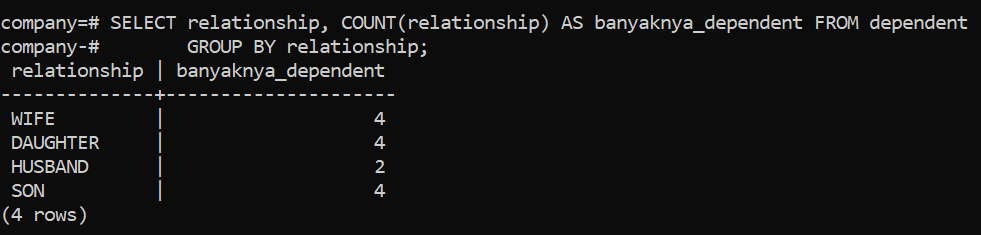 company=# SELECT relationship, COUNT(relationship) AS banyaknya_dependent FROM dependent
company-#        GROUP BY relationship;
 relationship | banyaknya_dependent
--------------+---------------------
 WIFE         |                   4
 DAUGHTER     |                   4
 HUSBAND      |                   2
 SON          |                   4
(4 rows)